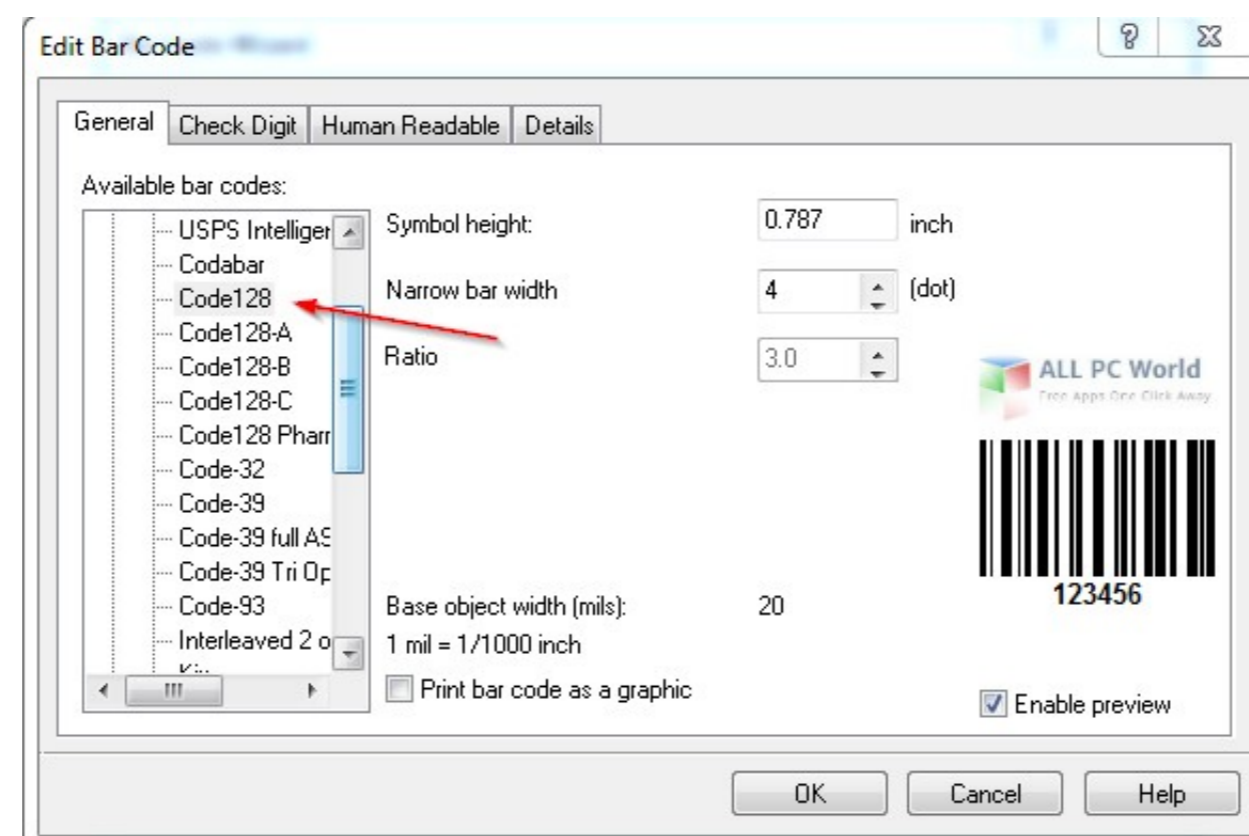 Edit Bar Code
General Check Digit Human Readable Details
Available bar codes:
USPS Intelliger
Codabar
Code128
Code128-A
Code128-B
Code128-C
Code128 Pharr
Code-32
Code-39
Code-39 full AS
Code-39 Tri Op
Code-93
Interleaved 2 o
Symbol height: 0.787 inch
Narrow bar width 4 (dot)
Ratio 3.0
ALL PC World
Free Apps One Click Away
123456
Base object width (mils): 20
1 mil = 1/1000 inch
Print bar code as a graphic
Enable preview
OK Cancel Help